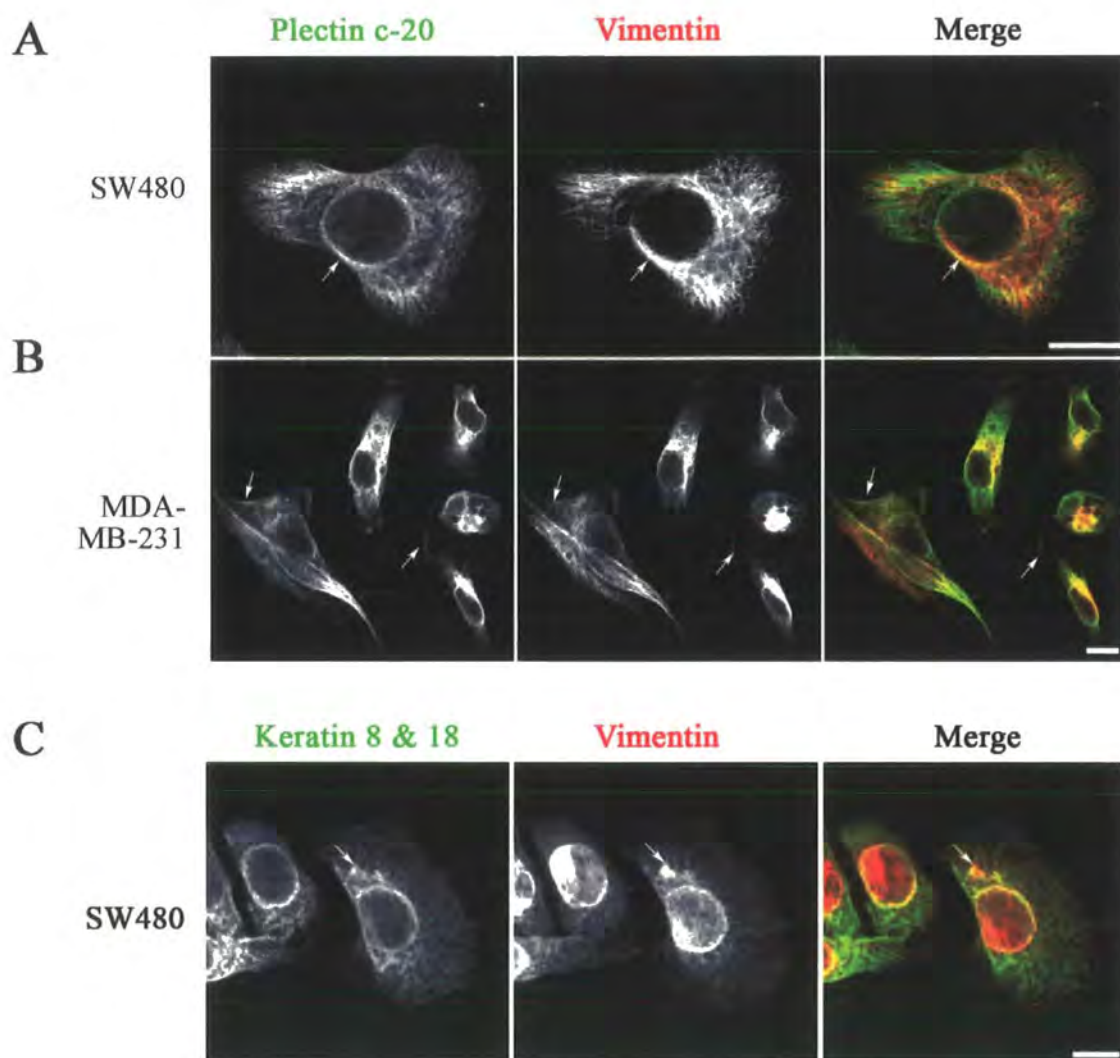 A
Plectin c-20 Vimentin Merge
SW480
B
MDA-
MB-231
C
Keratin 8 & 18 Vimentin Merge
SW480